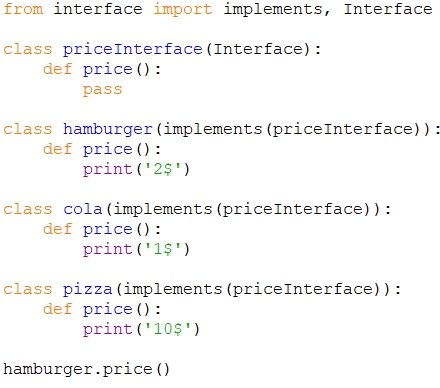 from interface import implements, Interface
class priceInterface(Interface):
    def price():
        pass
class hamburger(implements(priceInterface)):
    def price():
        print('2$')
class cola(implements(priceInterface)):
    def price():
        print('1$')
class pizza(implements(priceInterface)):
    def price():
        print('10$')
hamburger.price()